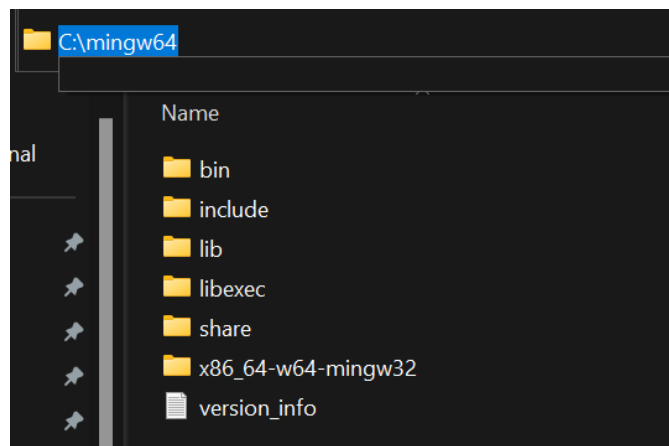 C:\mingw64
Name
nal
bin
include
lib
libexec
share
x86_64-w64-mingw32
version_info